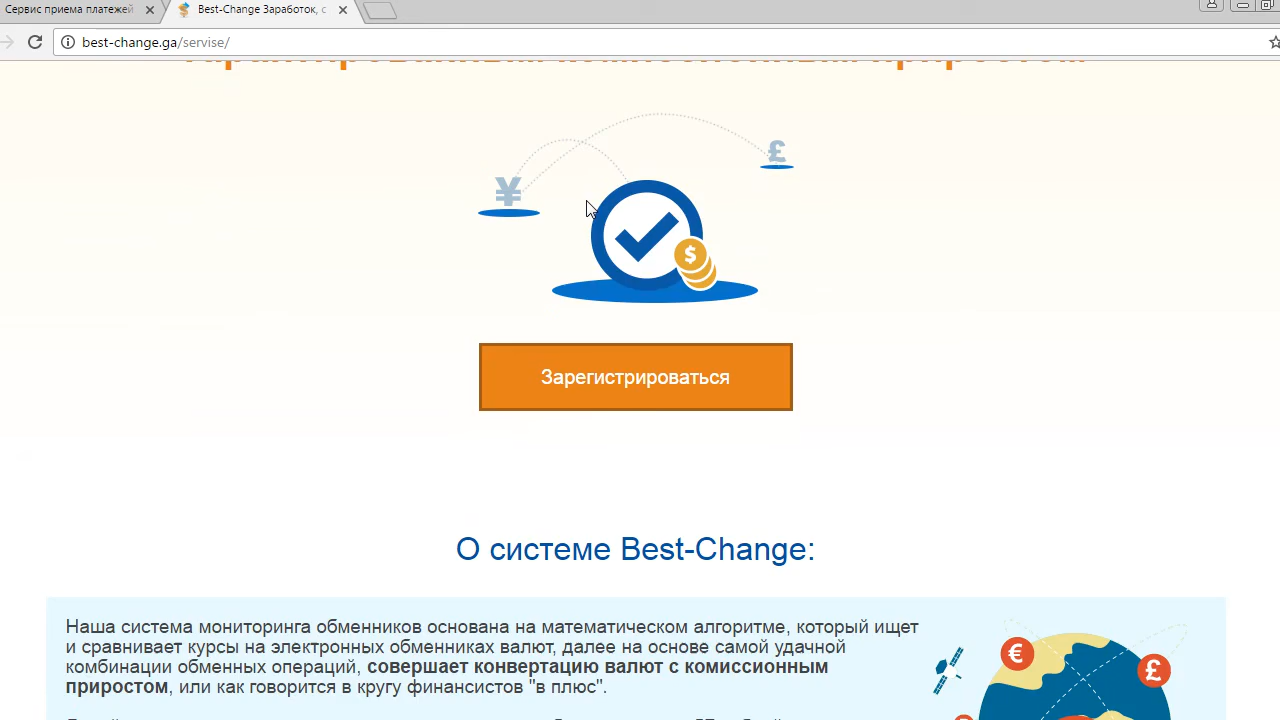 Сервис приема платежей
Best-Change Заработок, с
best-change.ga/servise/
¥
£
$
Зарегистрироваться
О системе Best-Change:
Наша система мониторинга обменников основана на математическом алгоритме, который ищет
и сравнивает курсы на электронных обменниках валют, далее на основе самой удачной
комбинации обменных операций, совершает конвертацию валют с комиссионным
приростом, или как говорится в кругу финансистов "в плюс".
€
£